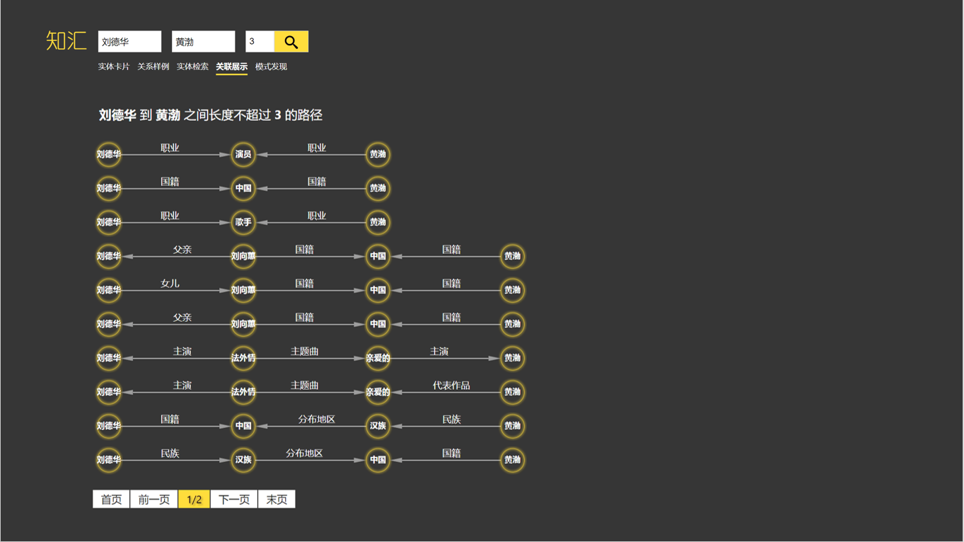 知汇 刘德华 黄渤 3
实体卡片 关系样例 实体检索 关联展示 模式发现
刘德华 到 黄渤 之间长度不超过 3 的路径
刘德华 职业 演员 职业 黄渤
刘德华 国籍 中国 国籍 黄渤
刘德华 职业 歌手 职业 黄渤
刘德华 父亲 刘向蕙 国籍 中国 国籍 黄渤
刘德华 女儿 刘向蕙 国籍 中国 国籍 黄渤
刘德华 父亲 刘向蕙 国籍 中国 国籍 黄渤
刘德华 主演 法外情 主题曲 亲爱的 主演 黄渤
刘德华 主演 法外情 主题曲 亲爱的 代表作品 黄渤
刘德华 国籍 中国 分布地区 汉族 民族 黄渤
刘德华 民族 汉族 分布地区 中国 国籍 黄渤
首页 前一页 1/2 下一页 末页